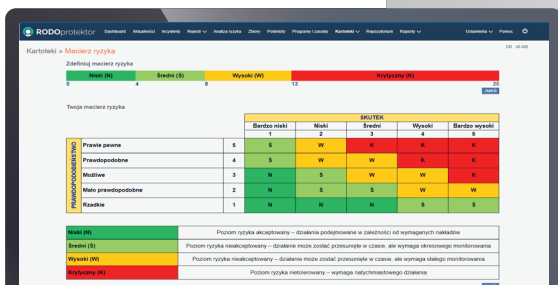 RODOprotektor Dashboard Aktualności Incydenty Rejestr Analiza ryzyka Zbiory Podmioty Programy i zasoby Kartoteki Repozytorium Raporty Ustawienia Pomoc
Kartoteki » Macierz ryzyka
Zdefiniuj macierz ryzyka
Niski (N) Średni (Ś) Wysoki (W) Krytyczny (K)
0 4 8 13 25
Twoja macierz ryzyka
SKUTEK
Bardzo niski Niski Średni Wysoki Bardzo wysoki
1 2 3 4 5
PRAWDOPODOBIEŃSTWO
Prawie pewne 5 Ś W K K K
Prawdopodobne 4 Ś W W K K
Możliwe 3 N Ś W W K
Mało prawdopodobne 2 N Ś Ś W W
Rzadkie 1 N N N Ś Ś
Niski (N) Poziom ryzyka akceptowany – działania podejmowane w zależności od wymaganych nakładów
Średni (Ś) Poziom ryzyka nieakceptowany – działanie może zostać przesunięte w czasie, ale wymaga okresowego monitorowania
Wysoki (W) Poziom ryzyka nieakceptowany – działanie może zostać przesunięte w czasie, ale wymaga stałego monitorowania
Krytyczny (K) Poziom ryzyka nietolerowany – wymaga natychmiastowego działania